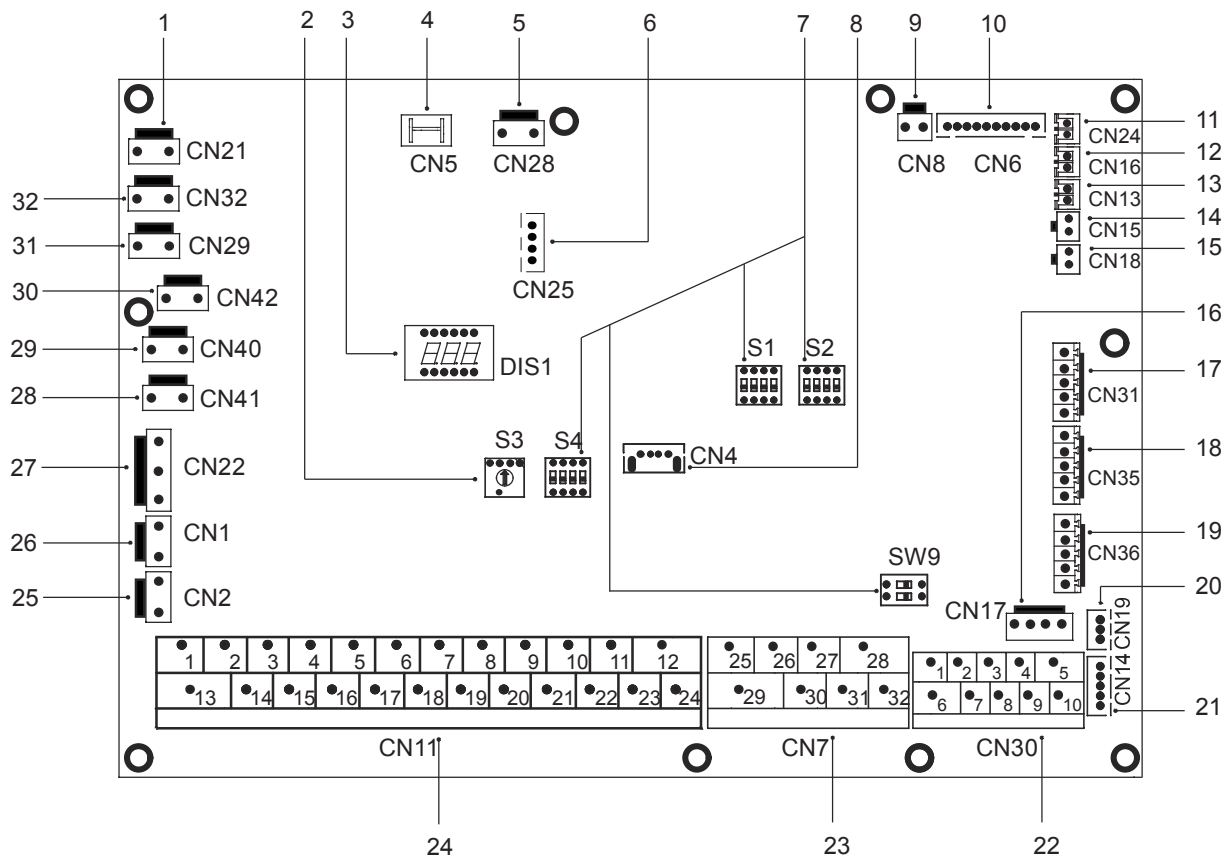 1 2 3 4 5 6 7 8 9 10
CN21
CN5
CN28
CN8
CN6
CN24
11
CN16
12
CN13
13
CN15
14
CN18
15
32
CN32
31
CN29
CN25
30
CN42
16
29
CN40
3
DIS1
S1
S2
28
CN41
CN31
17
27
CN22
2
S3
S4
CN4
8
CN35
18
26
CN1
CN36
19
25
CN2
SW9
CN17
CN19
20
1 2 3 4 5 6 7 8 9 10 11 12
13 14 15 16 17 18 19 20 21 22 23 24
25 26 27 28
29 30 31 32
1 2 3 4 5
6 7 8 9 10
CN14
21
CN11
CN7
CN30
24
23
22